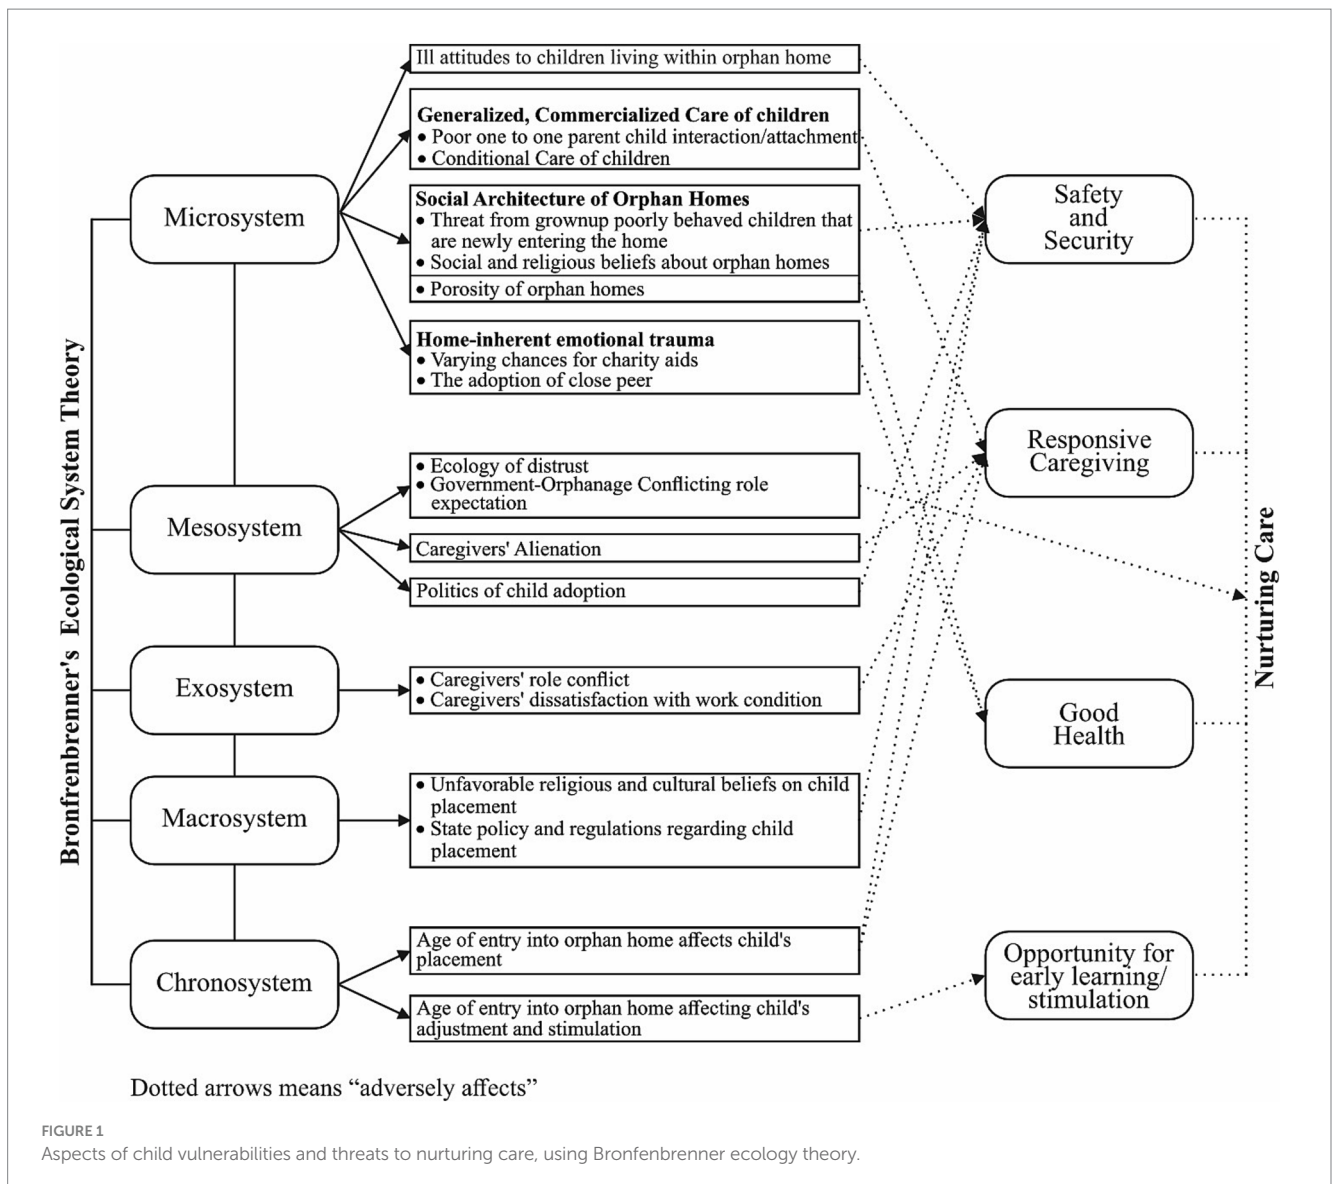 Bronfrenbrenner's Ecological System Theory
Microsystem
Mesosystem
Exosystem
Macrosystem
Chronosystem
Ill attitudes to children living within orphan home
Generalized, Commercialized Care of children
• Poor one to one parent child interaction/attachment
• Conditional Care of children
Social Architecture of Orphan Homes
• Threat from grownup poorly behaved children that
are newly entering the home
• Social and religious beliefs about orphan homes
• Porosity of orphan homes
Home-inherent emotional trauma
• Varying chances for charity aids
• The adoption of close peer
• Ecology of distrust
• Government-Orphanage Conflicting role
expectation
Caregivers' Alienation
Politics of child adoption
• Caregivers' role conflict
• Caregivers' dissatisfaction with work condition
• Unfavorable religious and cultural beliefs on child
placement
• State policy and regulations regarding child
placement
Age of entry into orphan home affects child's
placement
Age of entry into orphan home affecting child's
adjustment and stimulation
Safety
and
Security
Responsive
Caregiving
Good
Health
Opportunity for
early learning/
stimulation
Nurturing Care
Dotted arrows means “adversely affects”
FIGURE 1
Aspects of child vulnerabilities and threats to nurturing care, using Bronfenbrenner ecology theory.